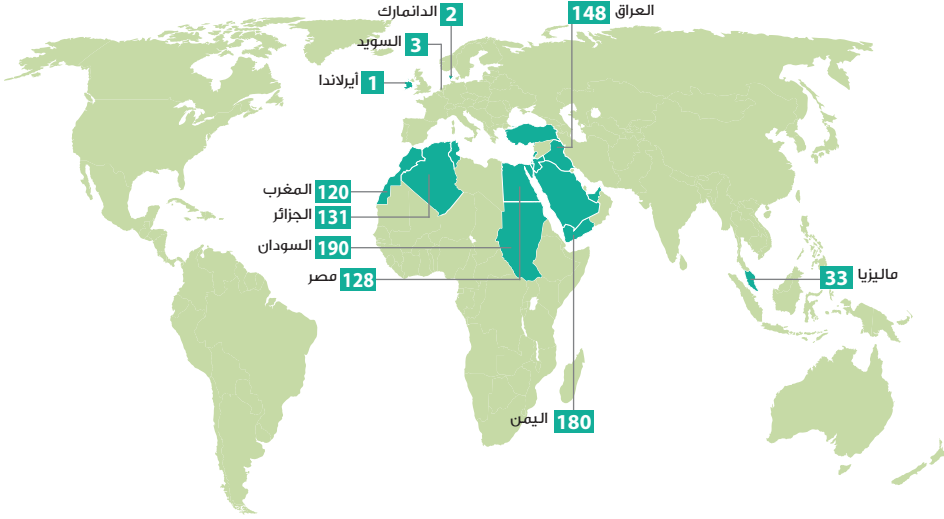 العراق 148
الدانمارك 2
السويد 3
أيرلاندا 1
المغرب 120
الجزائر 131
السودان 190
مصر 128
ماليزيا 33
اليمن 180